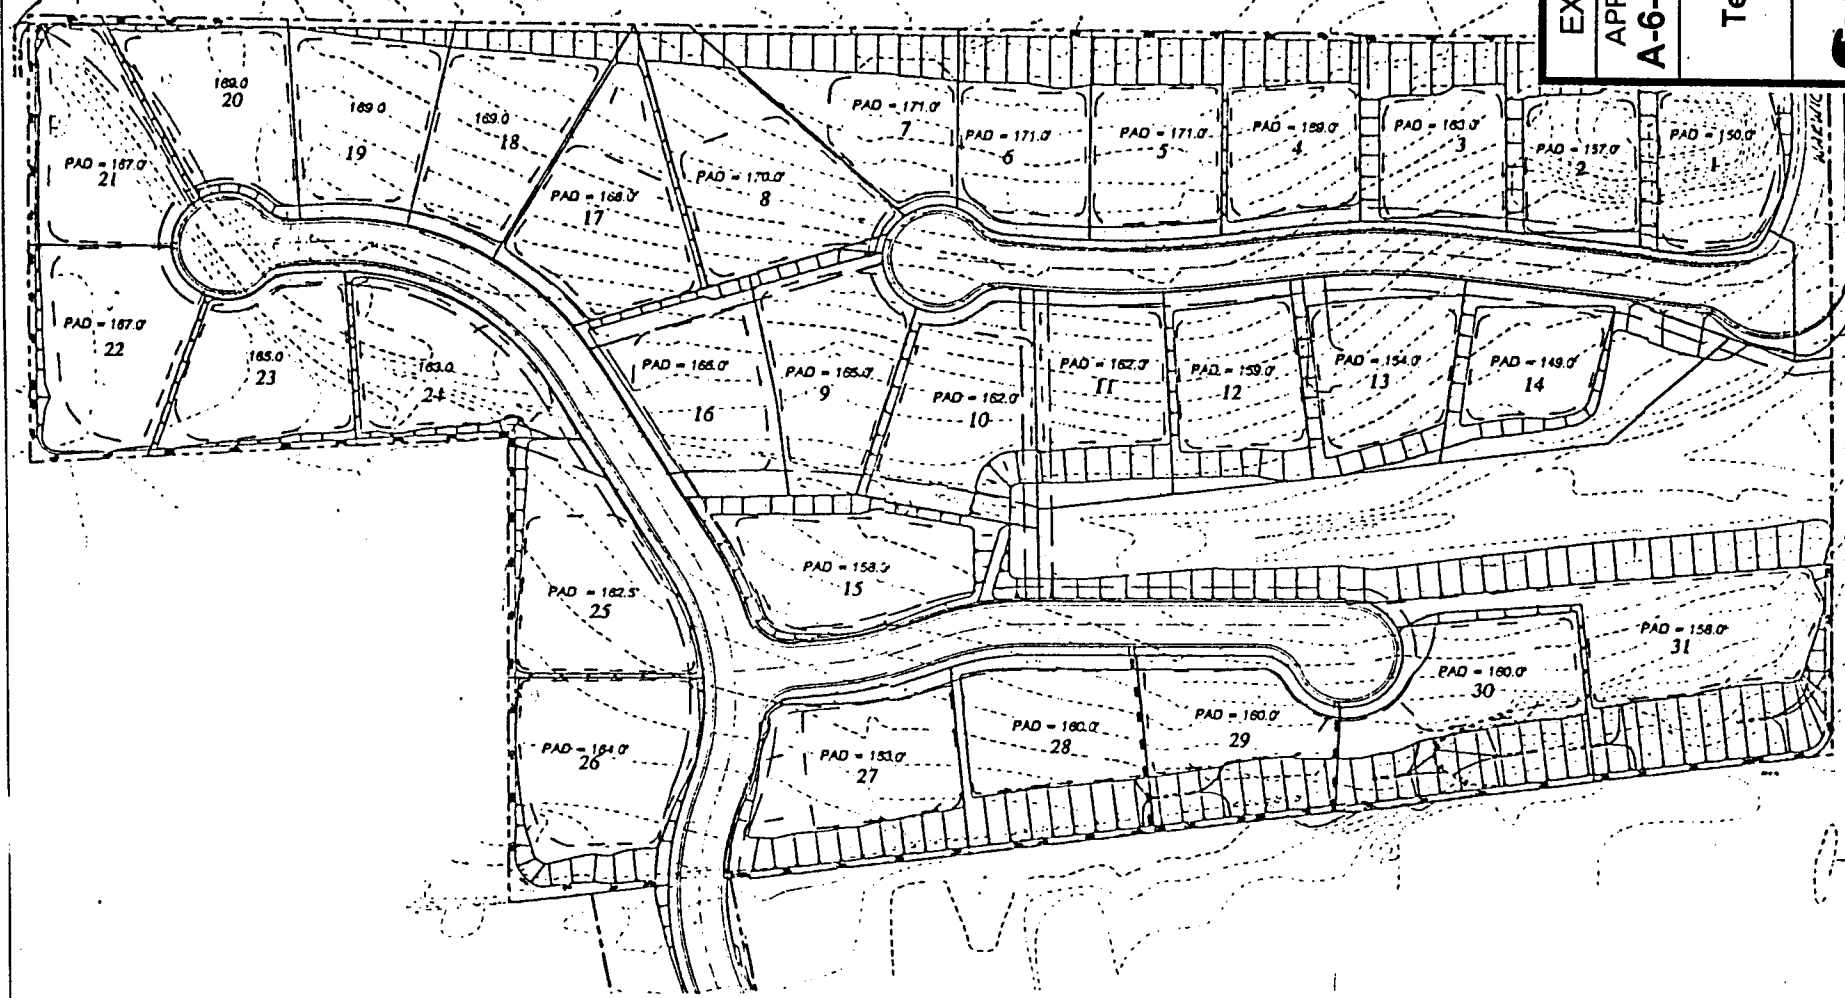 EX
APP
A-6-
Te
169.0
20
169.0
19
169.0
18
PAD = 171.0'
7
PAD = 171.0'
6
PAD = 171.0'
5
PAD = 169.0'
4
PAD = 163.0'
3
PAD = 157.0'
2
PAD = 150.0'
1
PAD = 167.0'
21
PAD = 168.0'
17
PAD = 170.0'
8
PAD = 167.0'
22
165.0
23
163.0
24
PAD = 166.0'
16
PAD = 165.0'
9
PAD = 162.0'
10
PAD = 162.0'
11
PAD = 159.0'
12
PAD = 154.0'
13
PAD = 149.0'
14
PAD = 162.5'
25
PAD = 158.0'
15
PAD = 164.0'
26
PAD = 153.0'
27
PAD = 160.0'
28
PAD = 160.0'
29
PAD = 160.0'
30
PAD = 158.0'
31